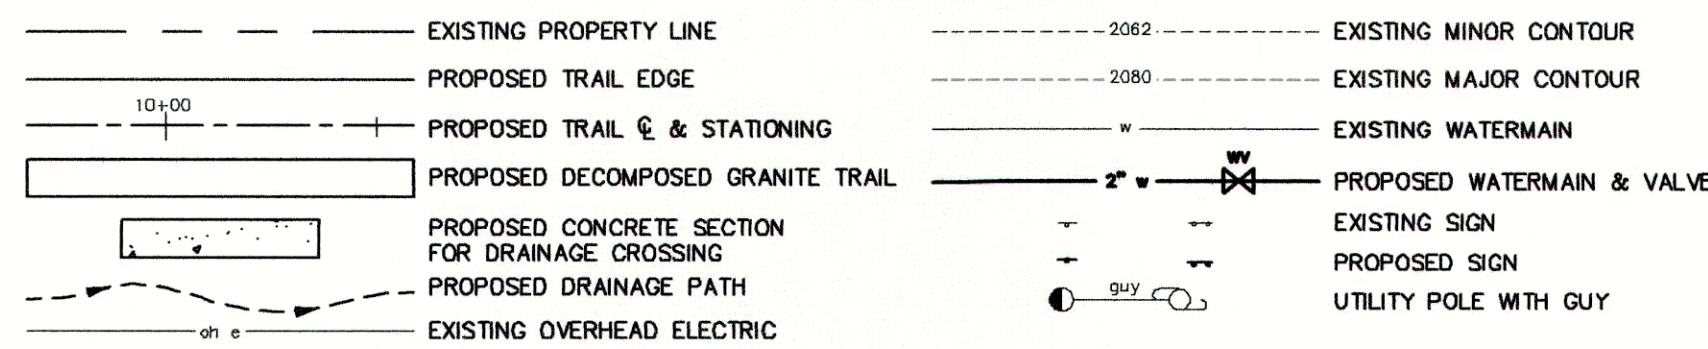 EXISTING PROPERTY LINE
PROPOSED TRAIL EDGE
10+00
PROPOSED TRAIL ℄ & STATIONING
PROPOSED DECOMPOSED GRANITE TRAIL
PROPOSED CONCRETE SECTION
FOR DRAINAGE CROSSING
PROPOSED DRAINAGE PATH
oh e
EXISTING OVERHEAD ELECTRIC
2062
EXISTING MINOR CONTOUR
2080
EXISTING MAJOR CONTOUR
w
EXISTING WATERMAIN
WV
2" w
PROPOSED WATERMAIN & VALVE
EXISTING SIGN
PROPOSED SIGN
guy
UTILITY POLE WITH GUY